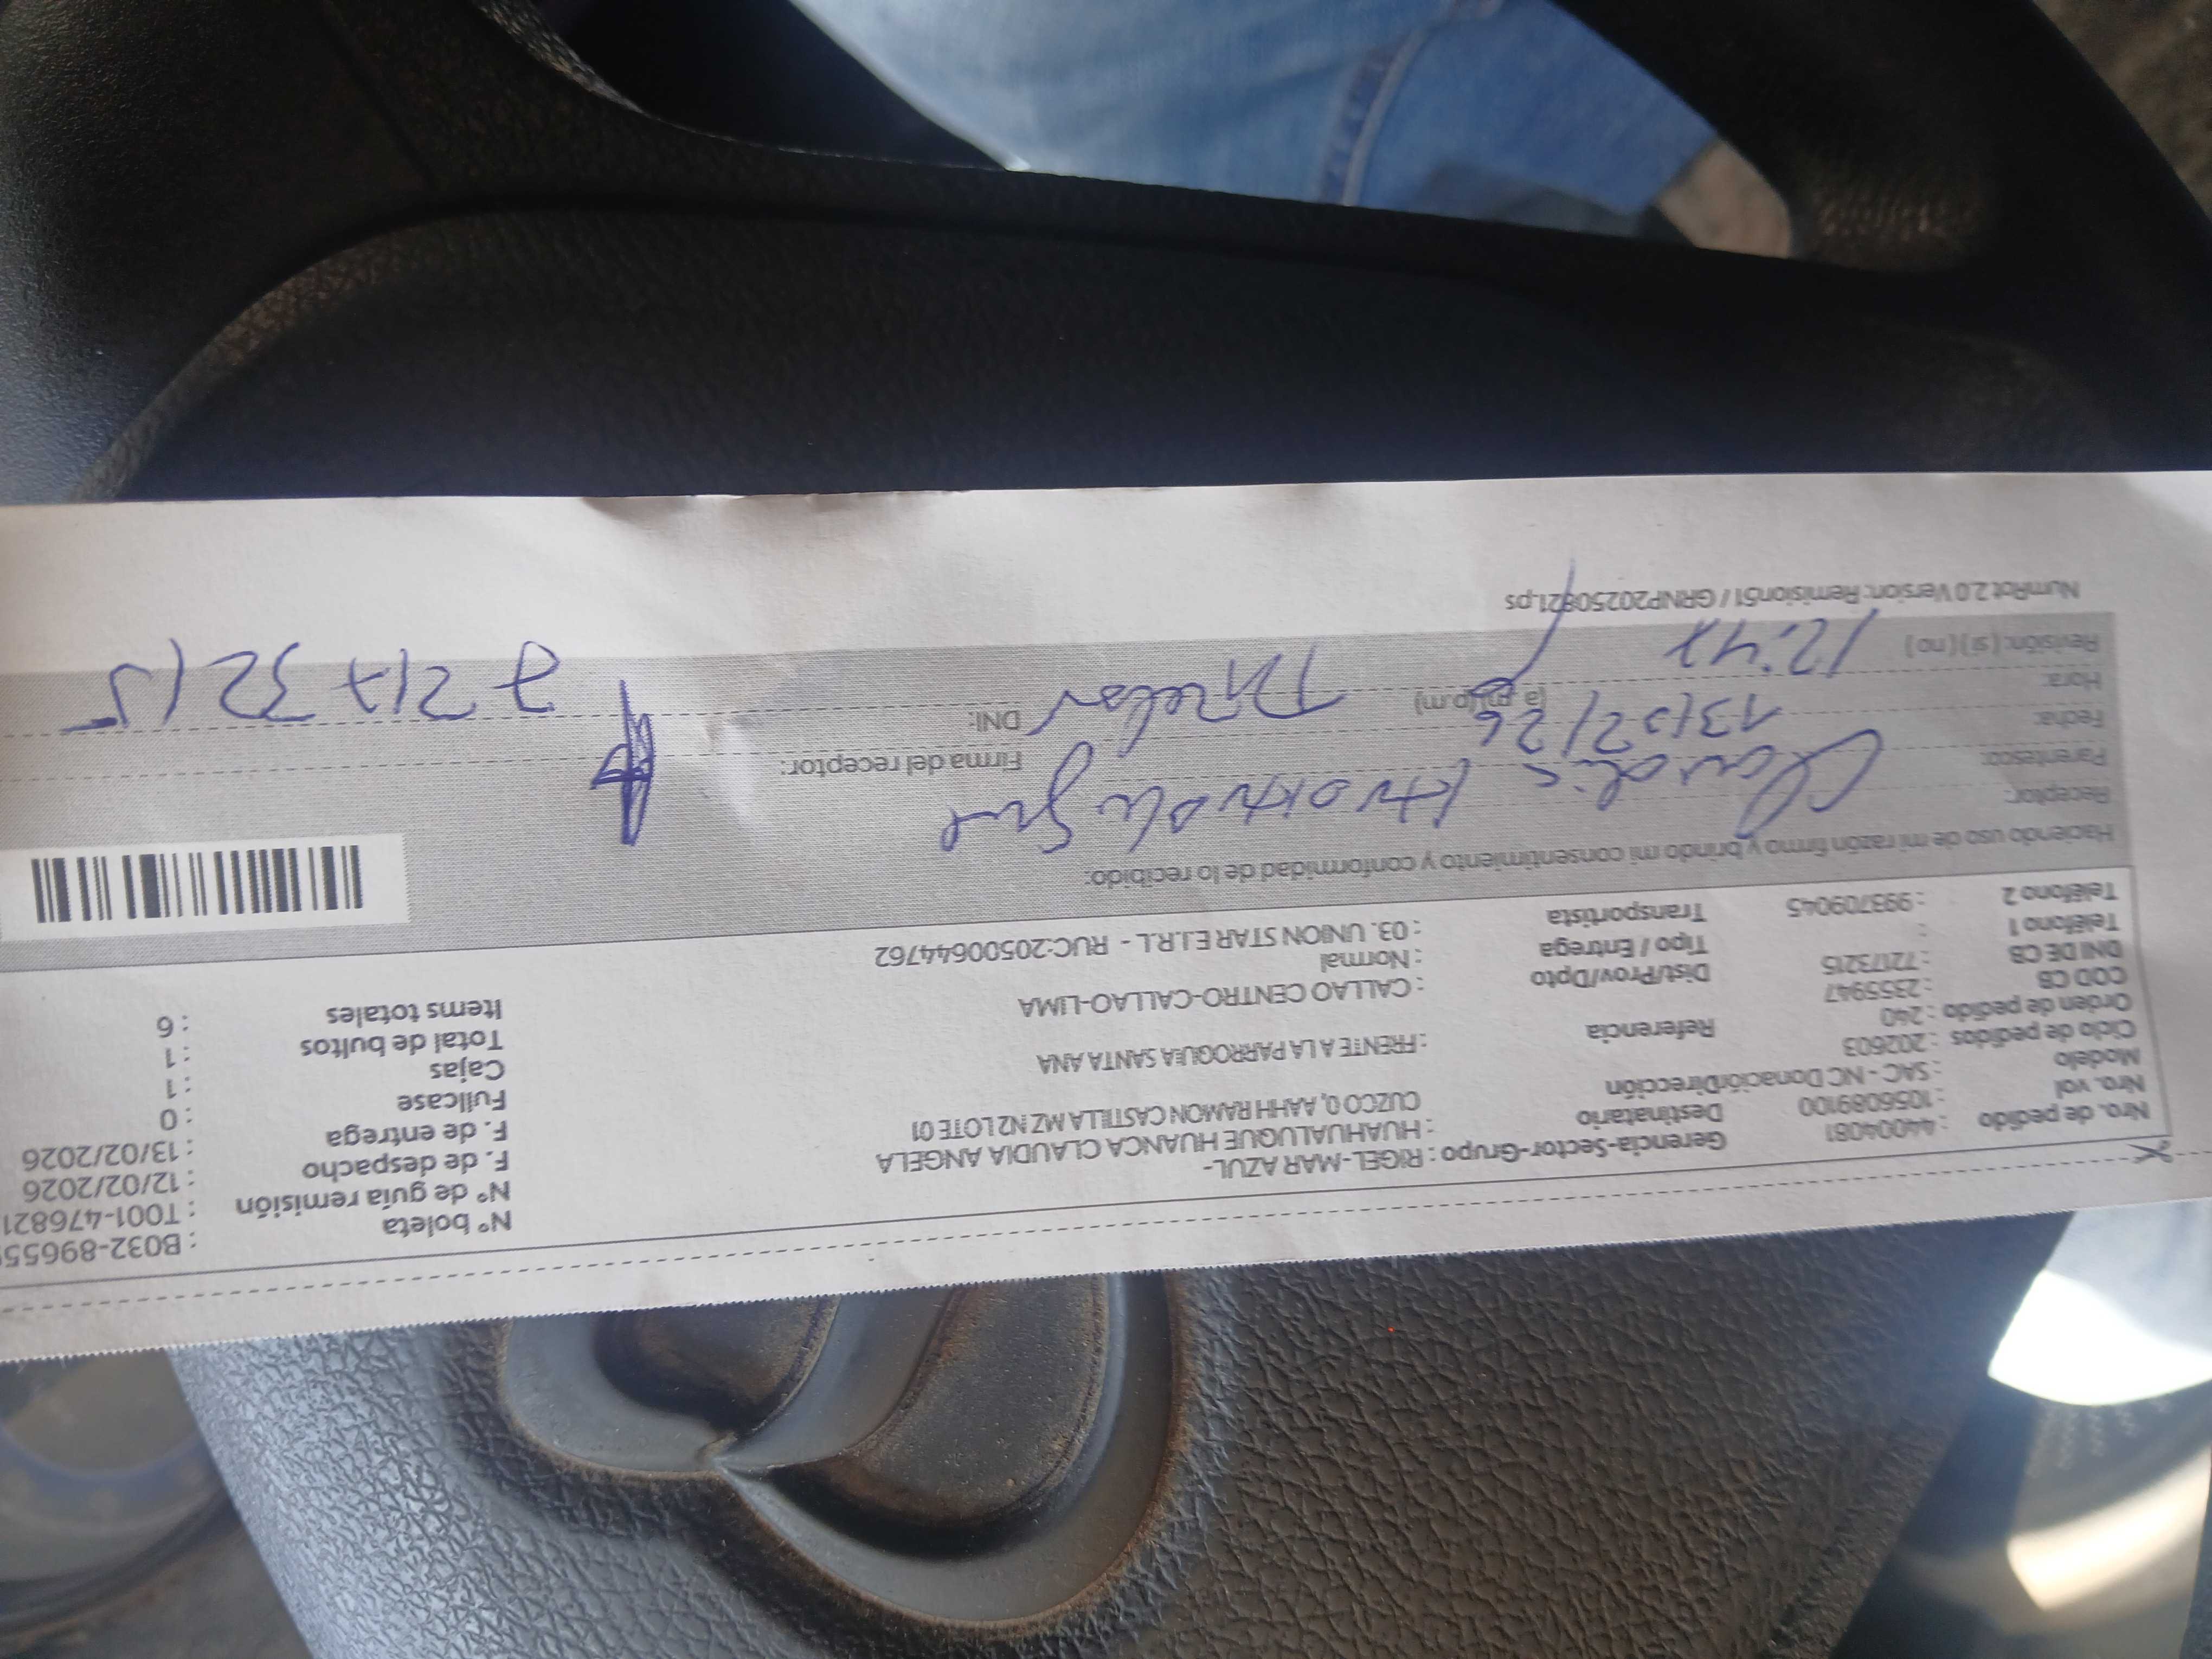 Nro. de pedido : 44004081
Nro. vol : 1056089100
Modelo : SAC - NC Donación
Ciclo de pedidos : 202603
Orden de pedido : 240
COD CB : 2355947
DNI DE CB : 72173215
Teléfono 1 :
Teléfono 2 : 993709045
Gerencia-Sector-Grupo : RIGEL-MAR AZUL-
Destinatario : HUAHUALUQUE HUANCA CLAUDIA ANGELA
Dirección CUZCO 0, AAHH RAMON CASTILLA MZ N2 LOTE 01
Referencia : FRENTE A LA PARROQUIA SANTA ANA
Dist/Prov/Dpto : CALLAO CENTRO-CALLAO-LIMA
Tipo / Entrega : Normal
Transportista : 03. UNION STAR E.I.R.L - RUC:20500644762
N° boleta : B032-89655
N° de guía remisión : T001-476821
F. de despacho : 12/02/2026
F. de entrega : 13/02/2026
Fullcase : 0
Cajas : 1
Total de bultos : 1
Items totales : 6
Haciendo uso de mi razón firmo y brindo mi consentimiento y conformidad de lo recibido:
Receptor: Claudia
Parentesco:
Firma del receptor:
Fecha: 13/02/26
Hora: 12:47 (a.m)(p.m)
DNI: 72173215
Revisión: (si) (no)
NumRot 2.0 Version: Remision51 / GRNP20250821.ps